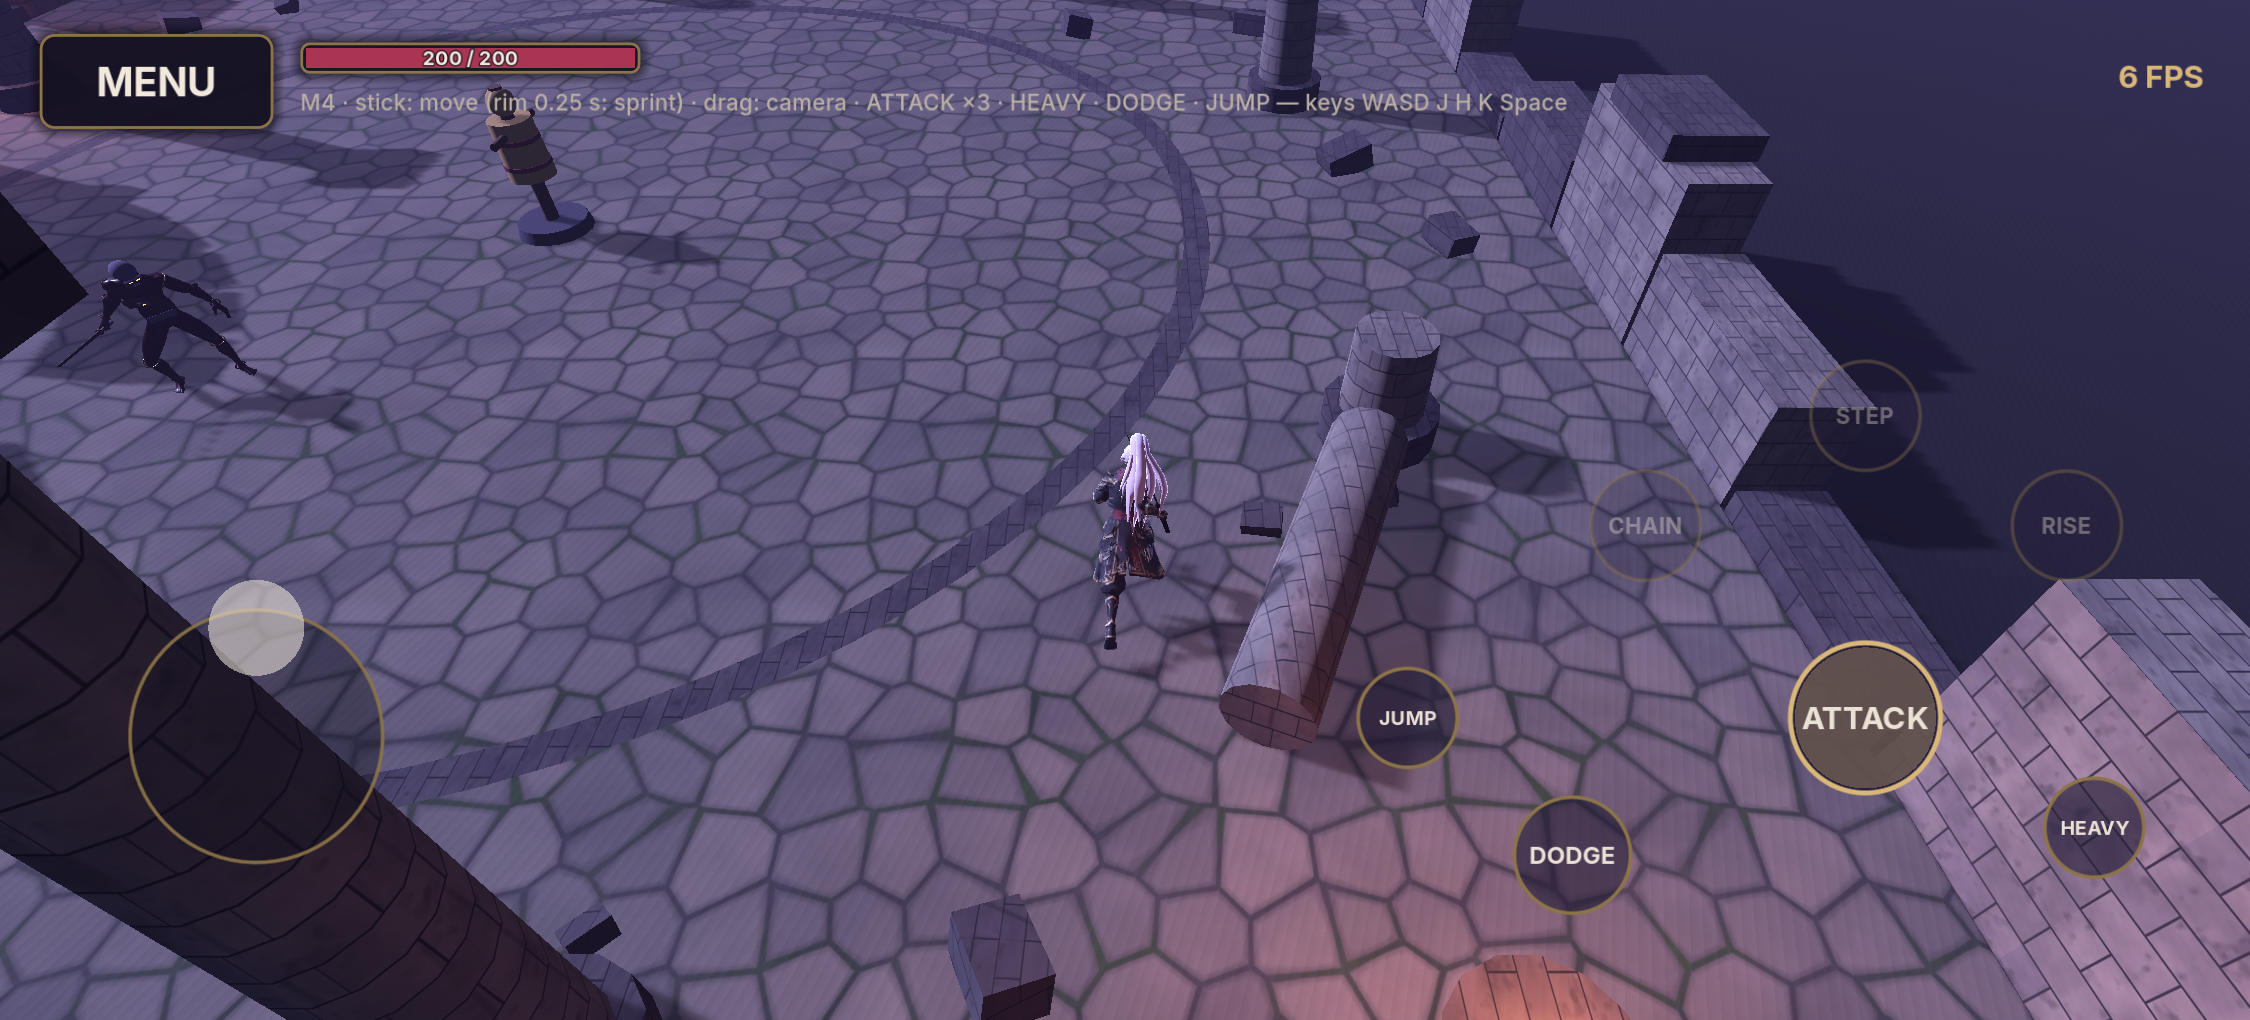 MENU
200 / 200
6 FPS
M4 · stick: move (rim 0.25 s: sprint) · drag: camera · ATTACK ×3 · HEAVY · DODGE · JUMP — keys WASD J H K Space
STEP
CHAIN
RISE
JUMP
ATTACK
HEAVY
DODGE